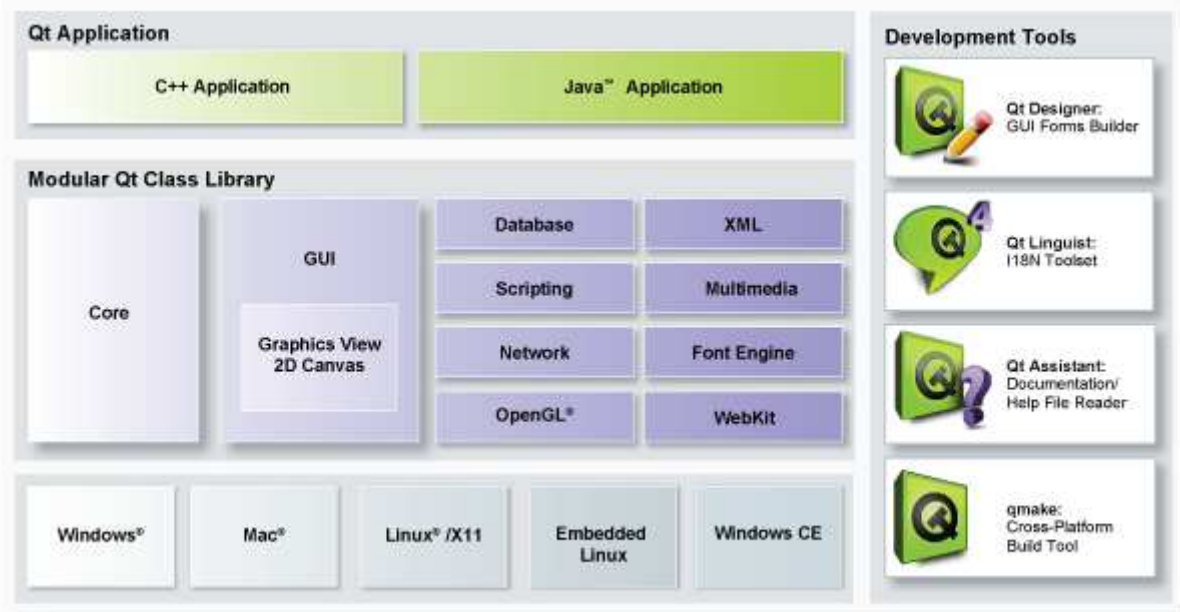 Qt Application
C++ Application
Java™ Application
Modular Qt Class Library
Core
GUI
Graphics View
2D Canvas
Database
XML
Scripting
Multimedia
Network
Font Engine
OpenGL®
WebKit
Windows®
Mac®
Linux® /X11
Embedded
Linux
Windows CE
Development Tools
Qt Designer:
GUI Forms Builder
4
Qt Linguist:
I18N Toolset
?
Qt Assistant:
Documentation/
Help File Reader
qmake:
Cross-Platform
Build Tool